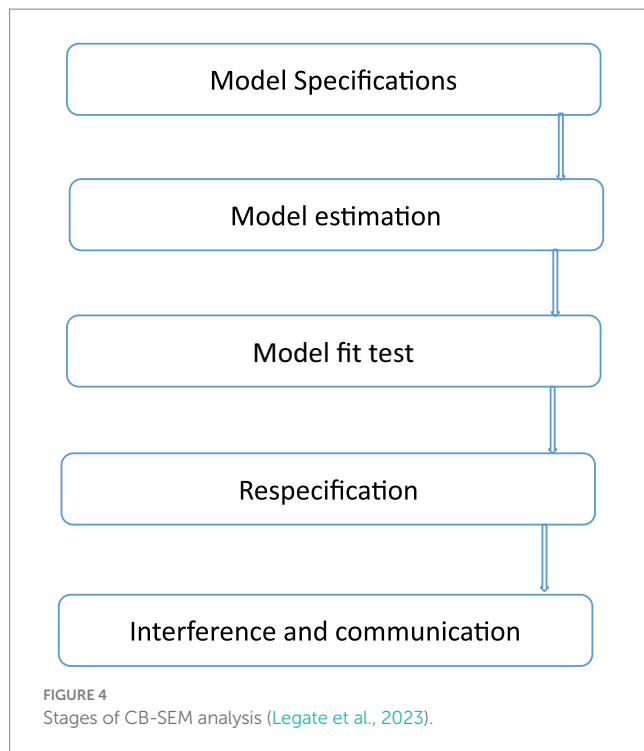 Model Specifications
Model estimation
Model fit test
Respecification
Interference and communication
FIGURE 4
Stages of CB-SEM analysis (Legate et al., 2023).